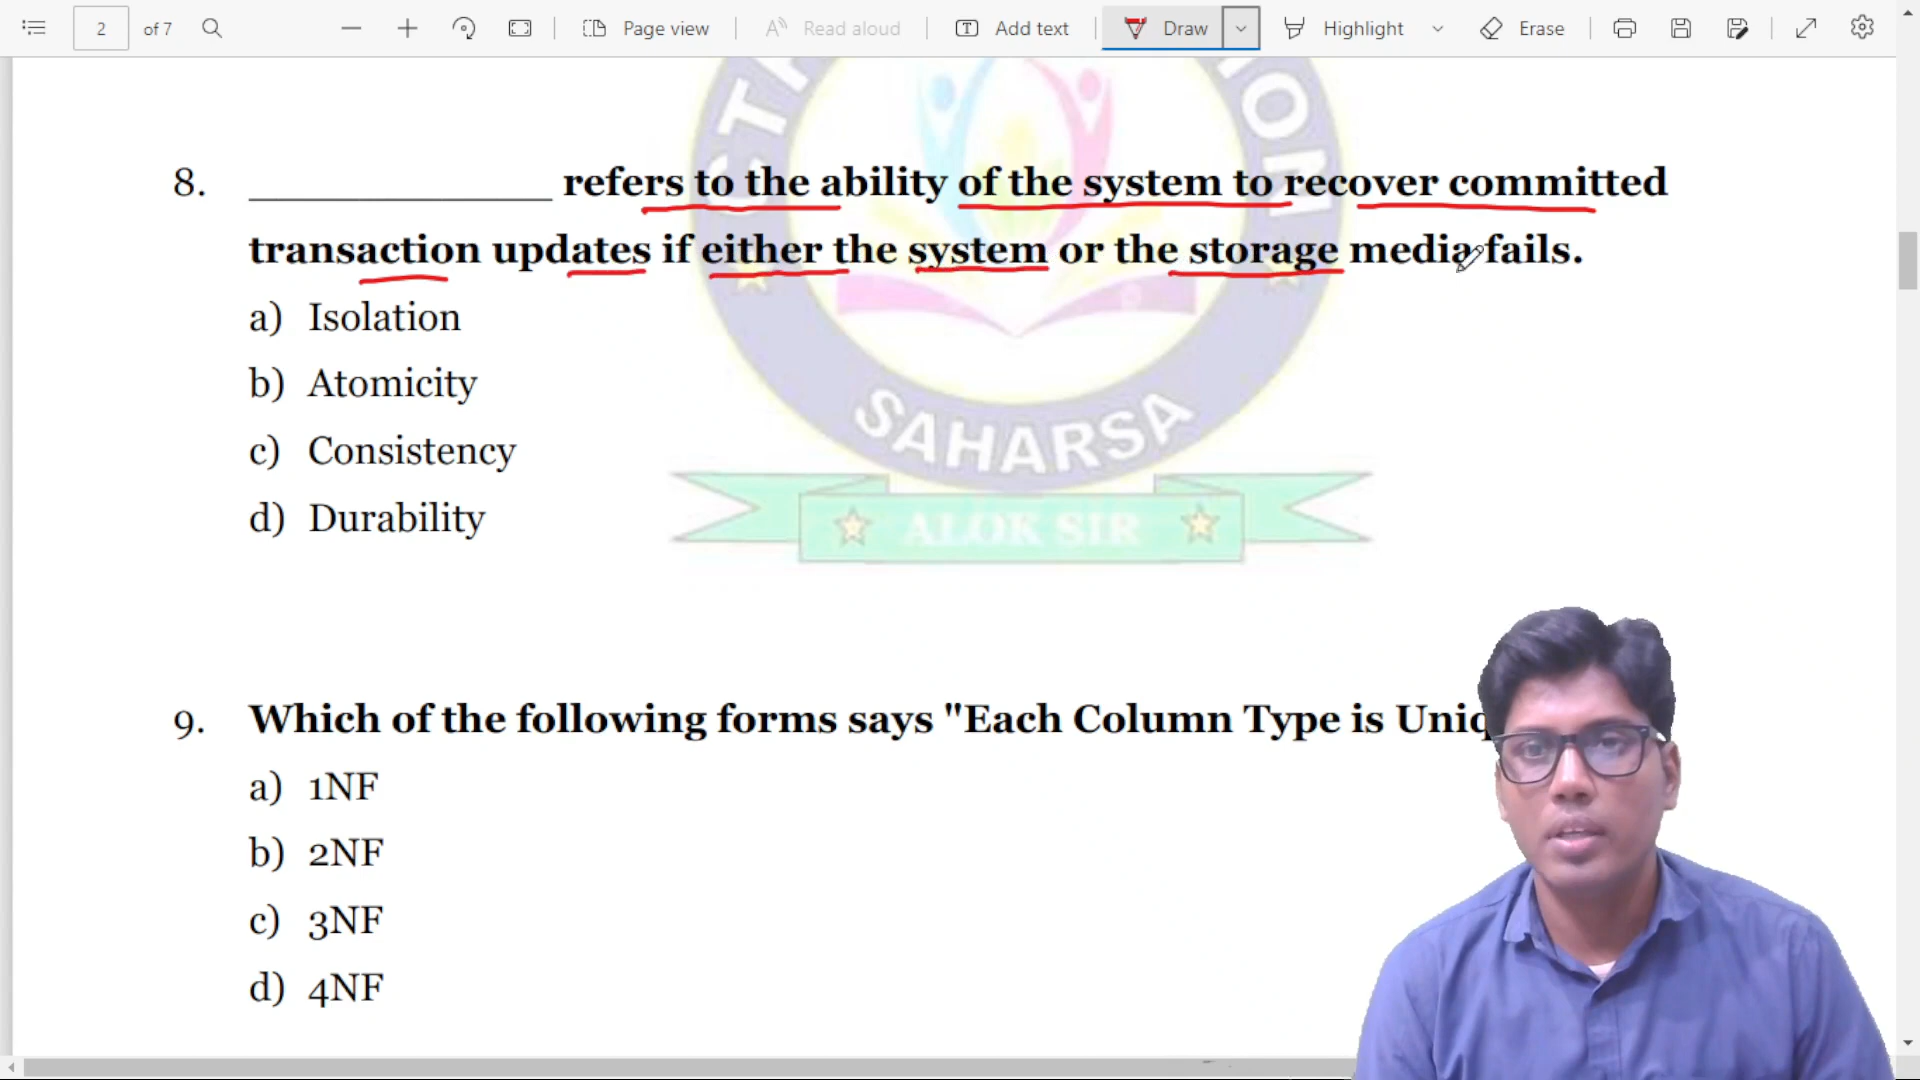 2 of 7 Page view Read aloud Add text Draw Highlight Erase
8. ______________ refers to the ability of the system to recover committed
transaction updates if either the system or the storage media fails.
a) Isolation
b) Atomicity
c) Consistency
d) Durability
SAHARSA
ALOK SIR
9. Which of the following forms says "Each Column Type is
a) 1NF
b) 2NF
c) 3NF
d) 4NF